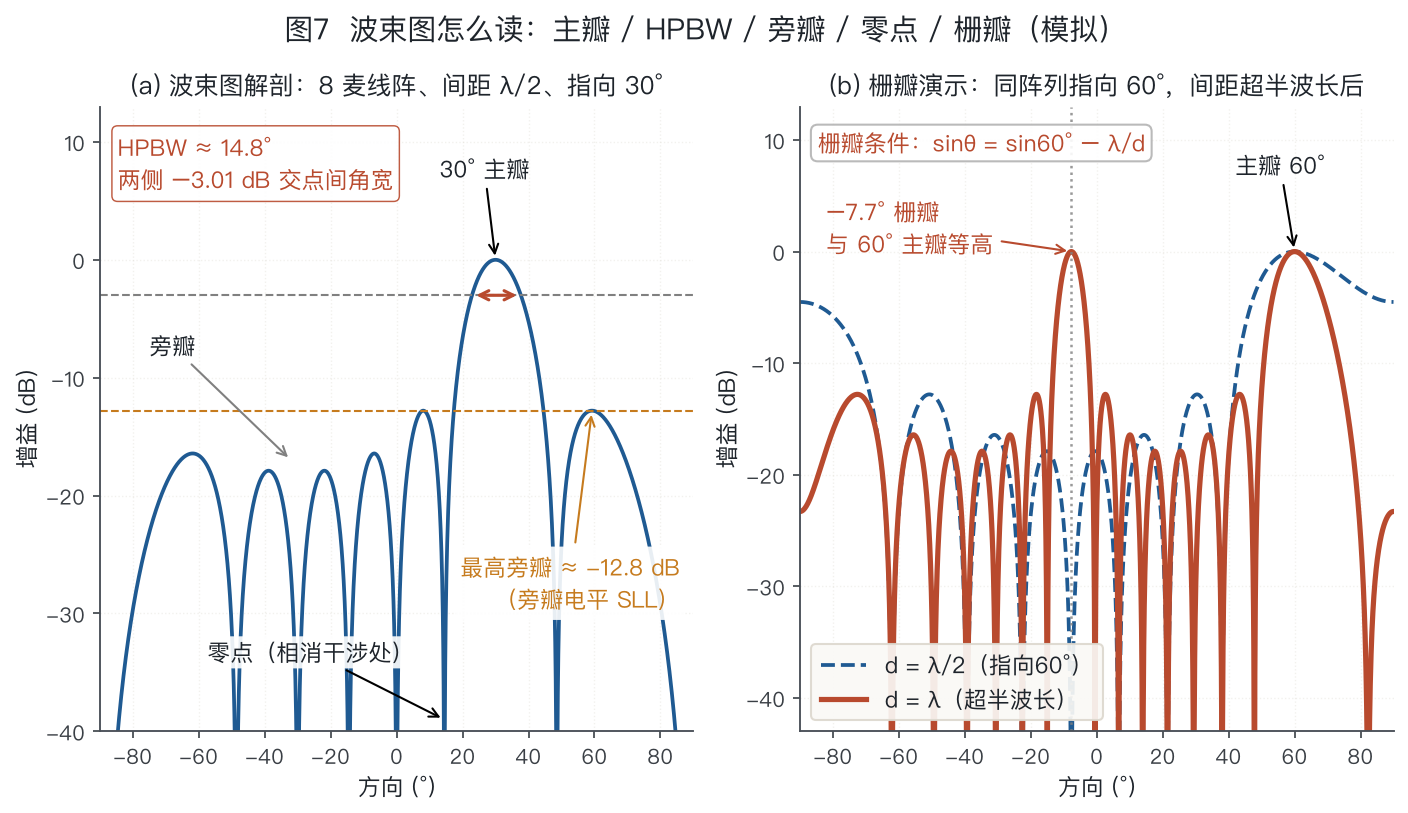 图7 波束图怎么读：主瓣 / HPBW / 旁瓣 / 零点 / 栅瓣（模拟）
(a) 波束图解剖：8 麦线阵、间距 λ/2、指向 30°
HPBW ≈ 14.8°
两侧 −3.01 dB 交点间角宽
30° 主瓣
旁瓣
最高旁瓣 ≈ −12.8 dB
（旁瓣电平 SLL）
零点（相消干涉处）
增益 (dB)
10
0
−10
−20
−30
−40
−80 −60 −40 −20 0 20 40 60 80
方向 (°)
(b) 栅瓣演示：同阵列指向 60°，间距超半波长后
栅瓣条件：sinθ = sin60° − λ/d
主瓣 60°
−7.7° 栅瓣
与 60° 主瓣等高
增益 (dB)
10
0
−10
−20
−30
−40
d = λ/2（指向60°）
d = λ（超半波长）
−80 −60 −40 −20 0 20 40 60 80
方向 (°)